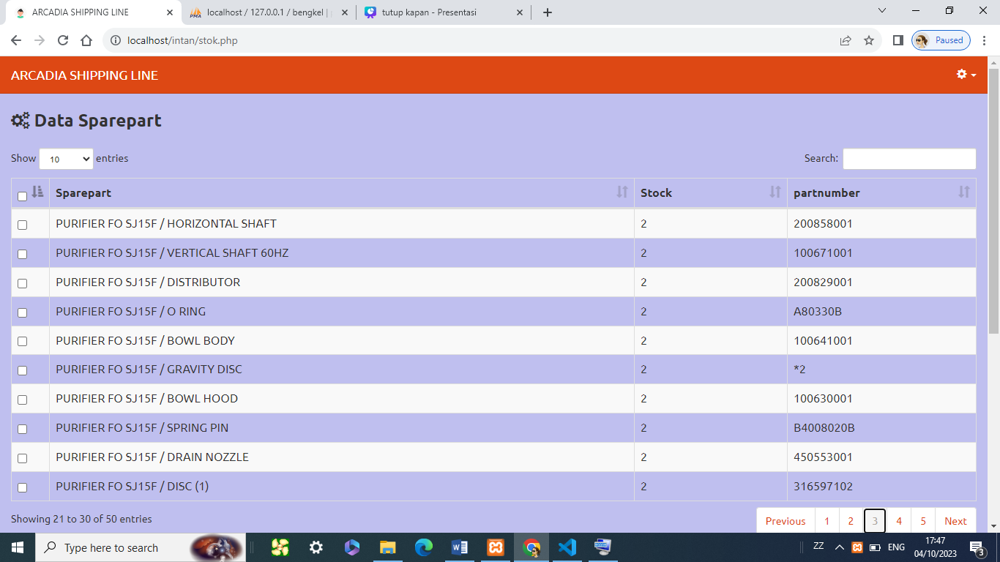 ARCADIA SHIPPING LINE
localhost / 127.0.0.1 / bengkel |
tutup kapan - Presentasi
localhost/intan/stok.php
Paused
ARCADIA SHIPPING LINE
Data Sparepart
Show 10 entries Search:
Sparepart Stock partnumber
PURIFIER FO SJ15F / HORIZONTAL SHAFT 2 200858001
PURIFIER FO SJ15F / VERTICAL SHAFT 60HZ 2 100671001
PURIFIER FO SJ15F / DISTRIBUTOR 2 200829001
PURIFIER FO SJ15F / O RING 2 A80330B
PURIFIER FO SJ15F / BOWL BODY 2 100641001
PURIFIER FO SJ15F / GRAVITY DISC 2 *2
PURIFIER FO SJ15F / BOWL HOOD 2 100630001
PURIFIER FO SJ15F / SPRING PIN 2 B4008020B
PURIFIER FO SJ15F / DRAIN NOZZLE 2 450553001
PURIFIER FO SJ15F / DISC (1) 2 316597102
Showing 21 to 30 of 50 entries
Previous 1 2 3 4 5 Next
Type here to search
ZZ
ENG
17:47
04/10/2023
3